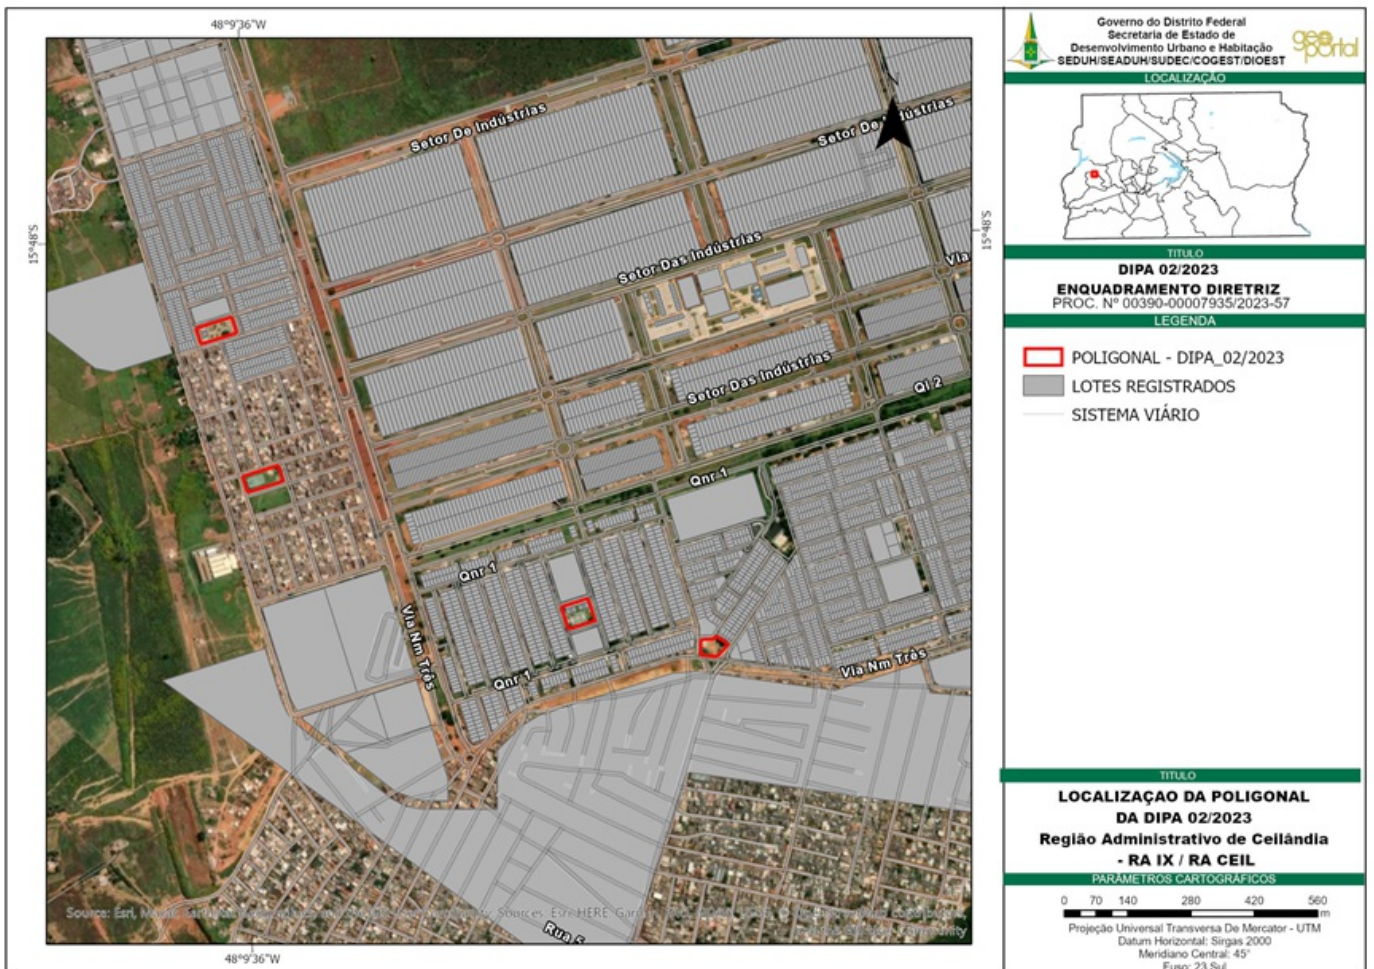 48°9'36"W
15°48'S
Setor De Indústrias
Setor De Indústrias
Setor Das Indústrias
Via
Setor Das Indústrias
Qi 2
Qnr 1
Qnr 1
Via Nm Três
Qnr 1
Via Nm Três
Rua 5
15°48'S
48°9'36"W
Source: Esri,
Sources: Esri, HERE,
Community
Governo do Distrito Federal
Secretaria de Estado de
Desenvolvimento Urbano e Habitação
SEDUH/SEADUH/SUDEC/COGEST/DIOEST
geoportal
LOCALIZAÇÃO
TITULO
DIPA 02/2023
ENQUADRAMENTO DIRETRIZ
PROC. Nº 00390-00007935/2023-57
LEGENDA
POLIGONAL - DIPA_02/2023
LOTES REGISTRADOS
SISTEMA VIÁRIO
TITULO
LOCALIZAÇAO DA POLIGONAL
DA DIPA 02/2023
Região Administrativo de Ceilândia
- RA IX / RA CEIL
PARÂMETROS CARTOGRÁFICOS
0 70 140 280 420 560
m
Projeção Universal Transversa De Mercator - UTM
Datum Horizontal: Sirgas 2000
Meridiano Central: 45°
Fuso: 23 Sul